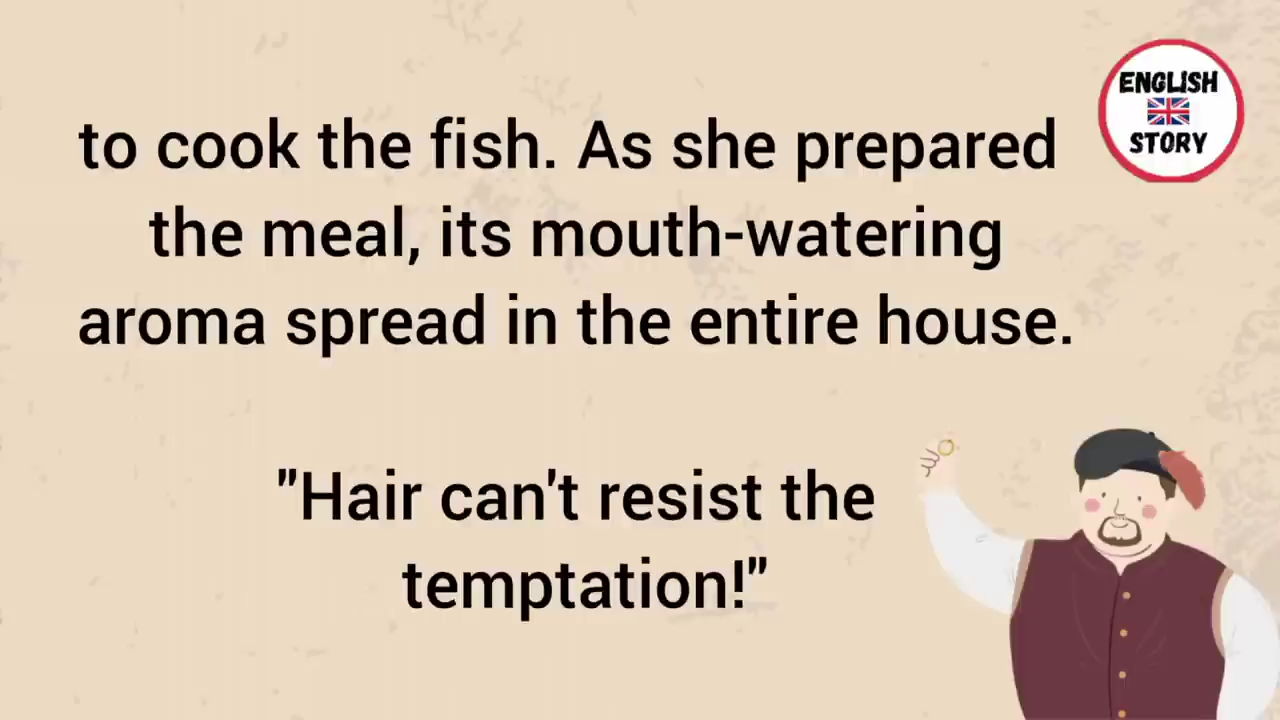 ENGLISH
STORY
to cook the fish. As she prepared
the meal, its mouth-watering
aroma spread in the entire house.
"Hair can't resist the
temptation!"